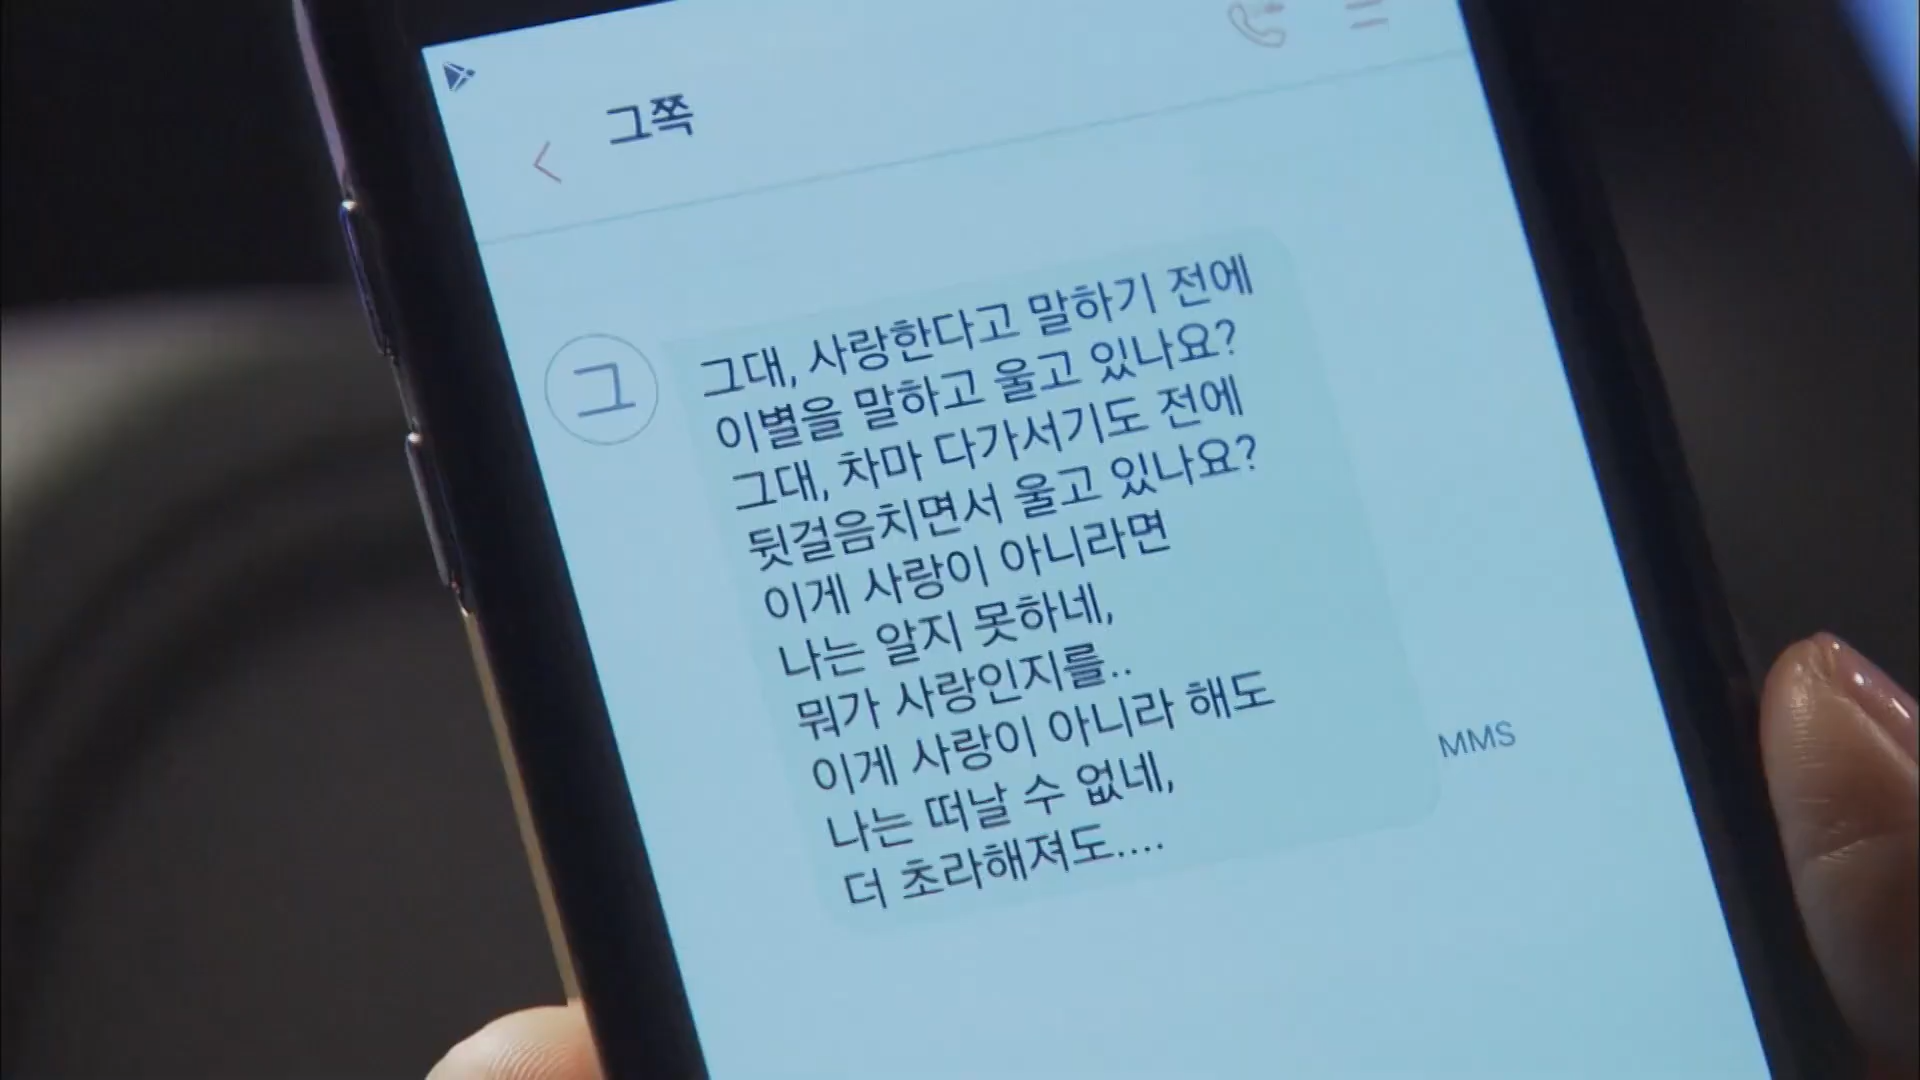 그쪽
그
그대, 사랑한다고 말하기 전에
이별을 말하고 울고 있나요?
그대, 차마 다가서기도 전에
뒷걸음치면서 울고 있나요?
이게 사랑이 아니라면
나는 알지 못하네,
뭐가 사랑인지를..
이게 사랑이 아니라 해도
나는 떠날 수 없네,
더 초라해져도....
MMS